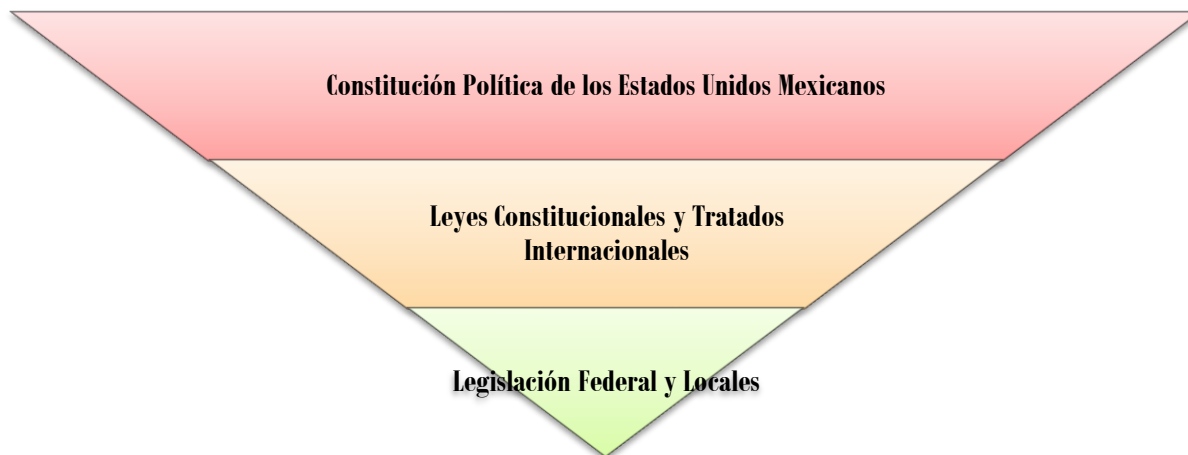 Constitución Política de los Estados Unidos Mexicanos
Leyes Constitucionales y Tratados
Internacionales
Legislación Federal y Locales